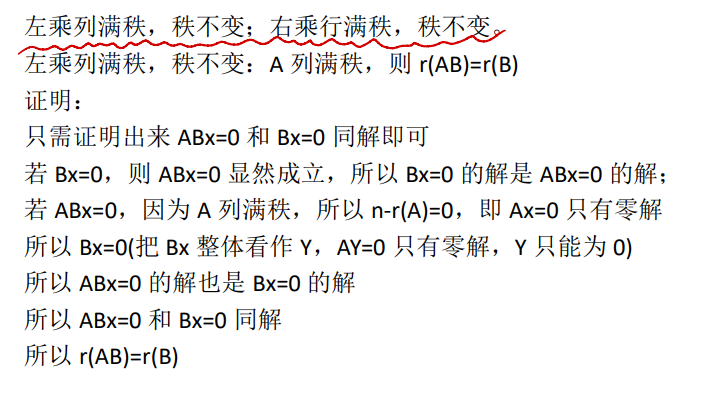 左乘列满秩，秩不变；右乘行满秩，秩不变。
左乘列满秩，秩不变：A 列满秩，则 r(AB)=r(B)
证明：
只需证明出来 ABx=0 和 Bx=0 同解即可
若 Bx=0，则 ABx=0 显然成立，所以 Bx=0 的解是 ABx=0 的解；
若 ABx=0，因为 A 列满秩，所以 n-r(A)=0，即 Ax=0 只有零解
所以 Bx=0(把 Bx 整体看作 Y，AY=0 只有零解，Y 只能为 0)
所以 ABx=0 的解也是 Bx=0 的解
所以 ABx=0 和 Bx=0 同解
所以 r(AB)=r(B)